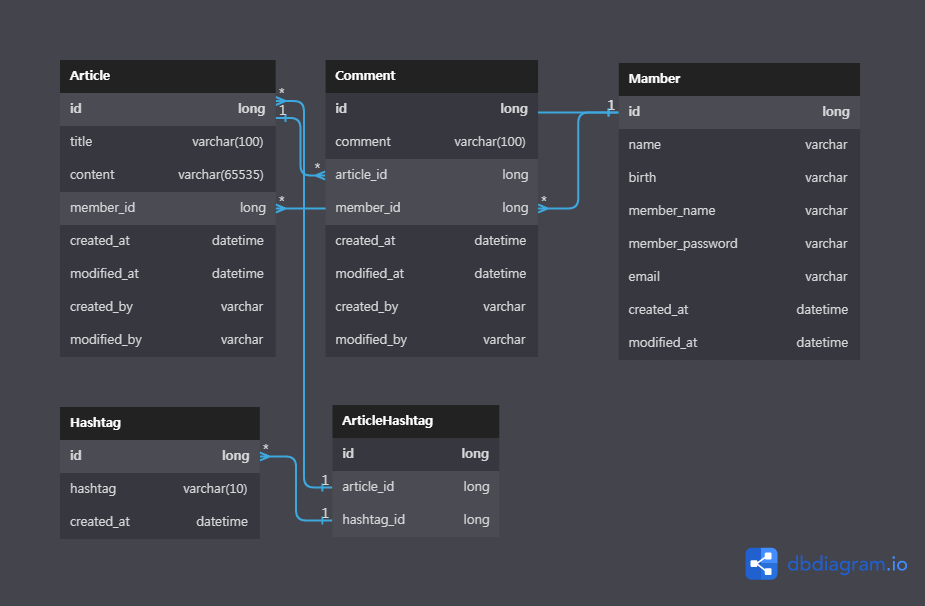 Article
id long
title varchar(100)
content varchar(65535)
member_id long
created_at datetime
modified_at datetime
created_by varchar
modified_by varchar
* 1 *
Comment
id long
comment varchar(100)
article_id long
member_id long
created_at datetime
modified_at datetime
created_by varchar
modified_by varchar
* * 1
Mamber
id long
name varchar
birth varchar
member_name varchar
member_password varchar
email varchar
created_at datetime
modified_at datetime
Hashtag
id long
hashtag varchar(10)
created_at datetime
* 1 1
ArticleHashtag
id long
article_id long
hashtag_id long
dbdiagram.io